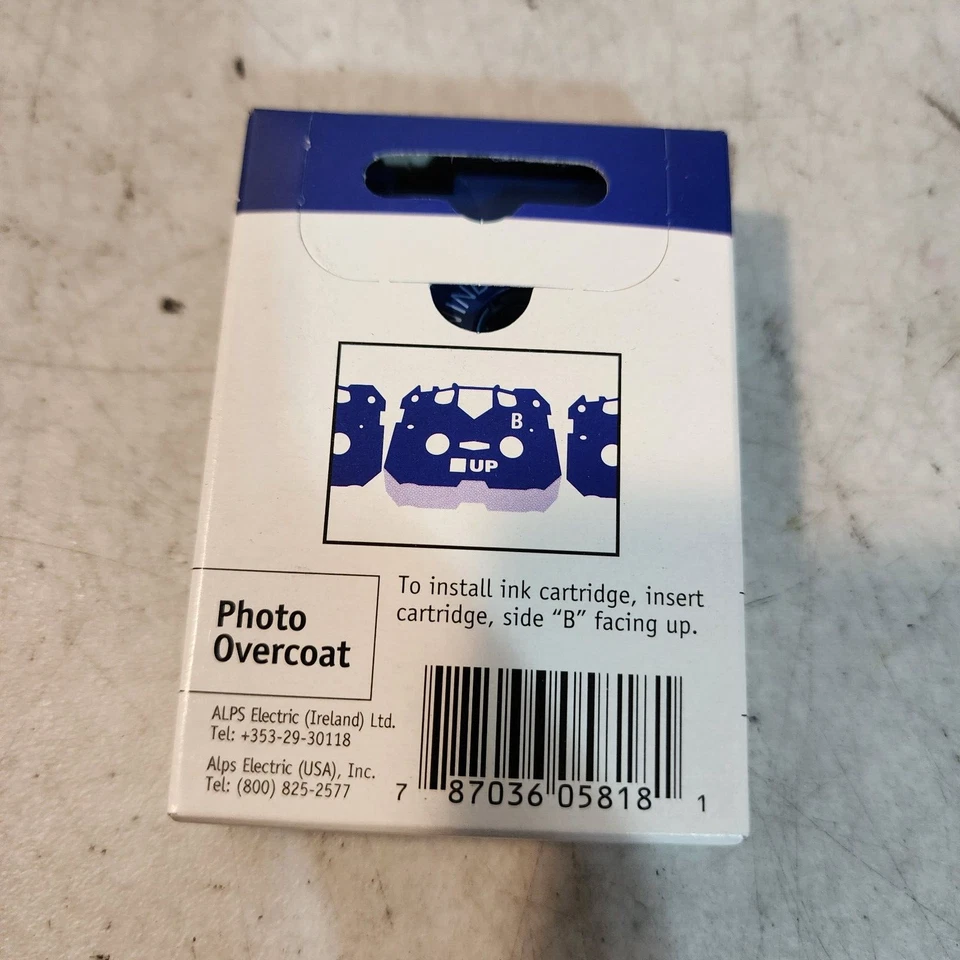 B
UP
To install ink cartridge, insert
cartridge, side “B” facing up.
Photo
Overcoat
ALPS Electric (Ireland) Ltd.
Tel: +353-29-30118
Alps Electric (USA), Inc.
Tel: (800) 825-2577
7 87036 05818 1